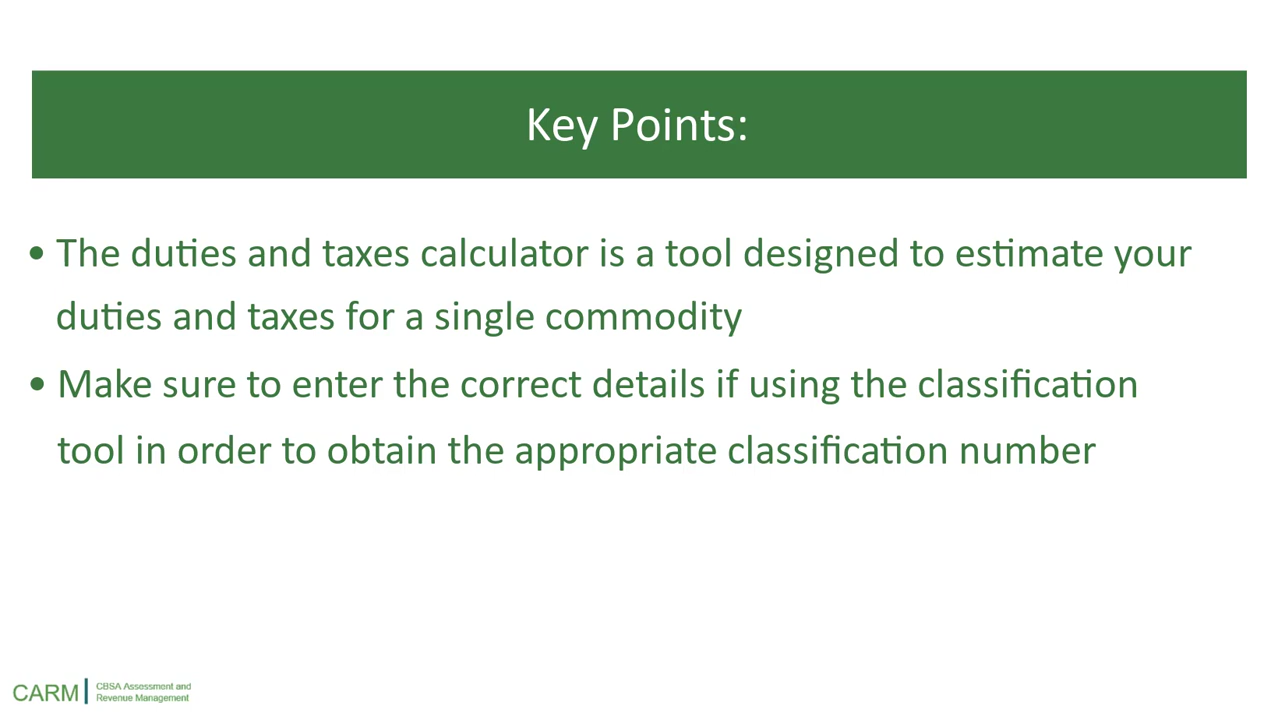 Key Points:
• The duties and taxes calculator is a tool designed to estimate your
duties and taxes for a single commodity
• Make sure to enter the correct details if using the classification
tool in order to obtain the appropriate classification number
CARM | CBSA Assessment and
Revenue Management